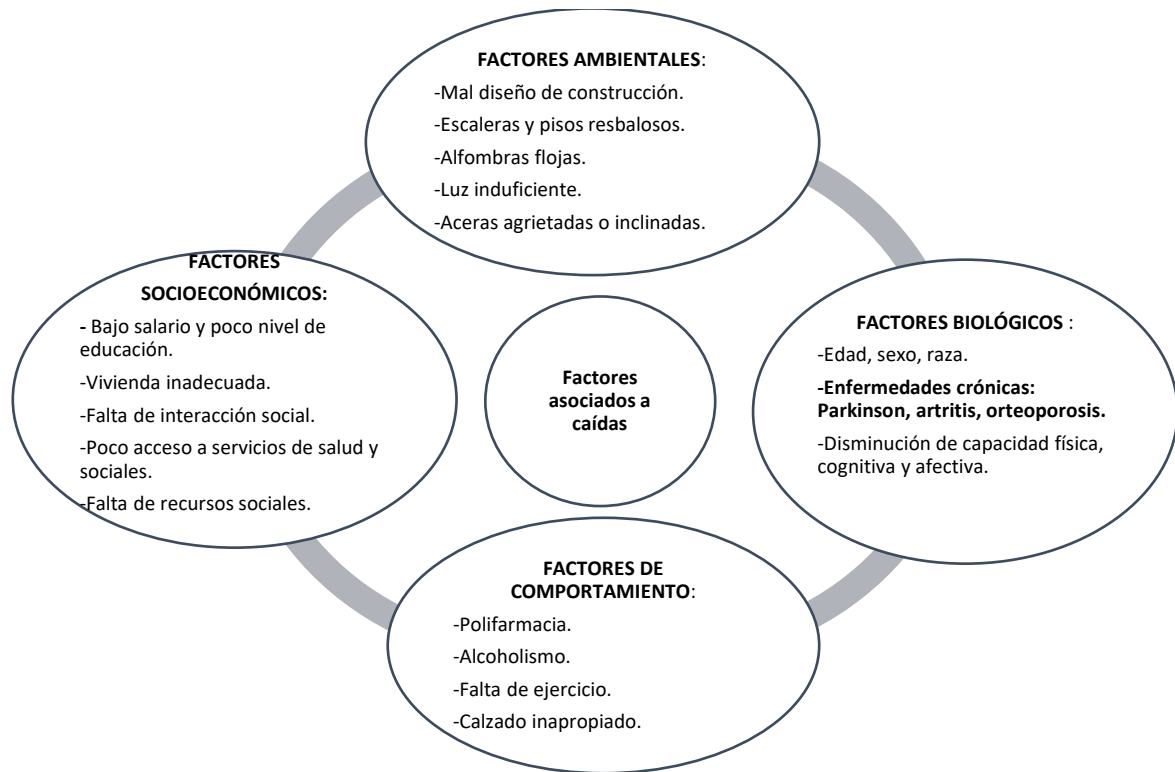 FACTORES AMBIENTALES:
-Mal diseño de construcción.
-Escaleras y pisos resbalosos.
-Alfombras flojas.
-Luz induficiente.
-Aceras agrietadas o inclinadas.
FACTORES
SOCIOECONÓMICOS:
- Bajo salario y poco nivel de
educación.
-Vivienda inadecuada.
-Falta de interacción social.
-Poco acceso a servicios de salud y
sociales.
-Falta de recursos sociales.
Factores
asociados a
caídas
FACTORES BIOLÓGICOS :
-Edad, sexo, raza.
-Enfermedades crónicas:
Parkinson, artritis, orteoporosis.
-Disminución de capacidad física,
cognitiva y afectiva.
FACTORES DE
COMPORTAMIENTO:
-Polifarmacia.
-Alcoholismo.
-Falta de ejercicio.
-Calzado inapropiado.